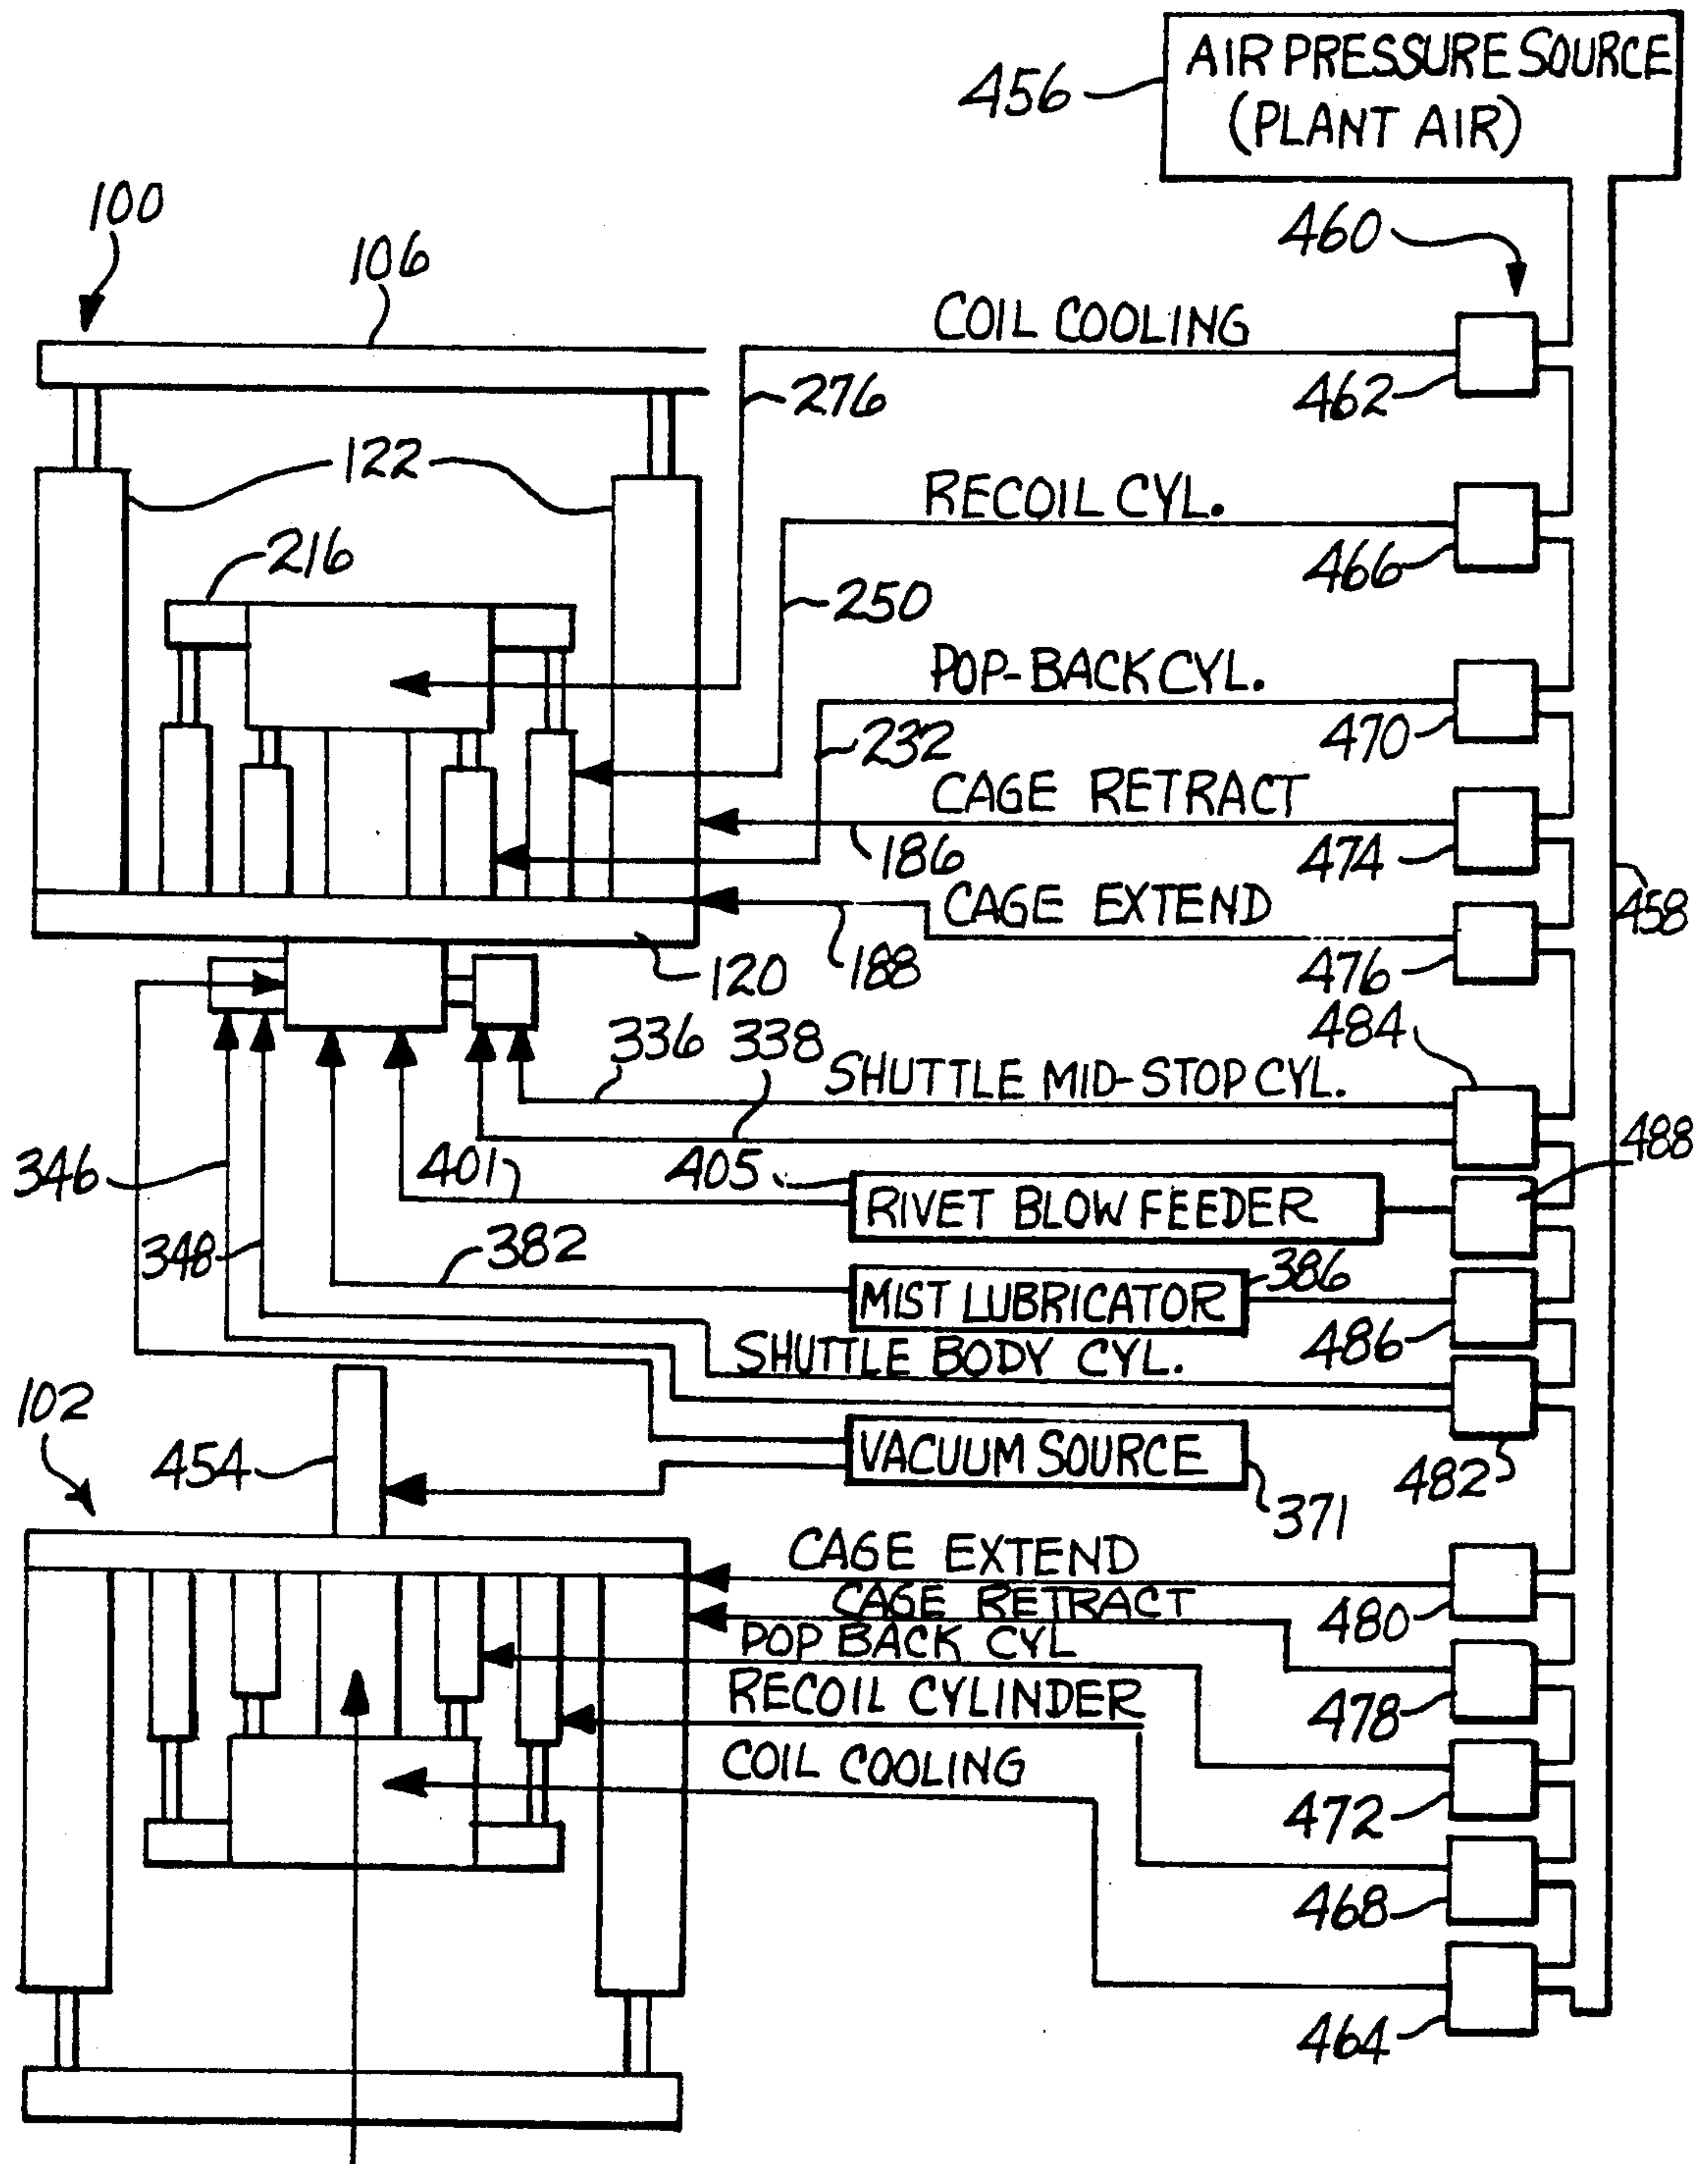 AIR PRESSURE SOURCE
(PLANT AIR)
456
100
460
106
COIL COOLING
276
462
122
RECOIL CYL.
466
216
250
POP-BACK CYL.
470
232
CAGE RETRACT
186
474
458
CAGE EXTEND
188
476
120
484
336
338
SHUTTLE MID-STOP CYL.
488
346
401
405
RIVET BLOW FEEDER
348
382
386
MIST LUBRICATOR
486
SHUTTLE BODY CYL.
102
454
VACUUM SOURCE
482
371
CAGE EXTEND
480
CAGE RETRACT
POP BACK CYL
478
RECOIL CYLINDER
COIL COOLING
472
468
464